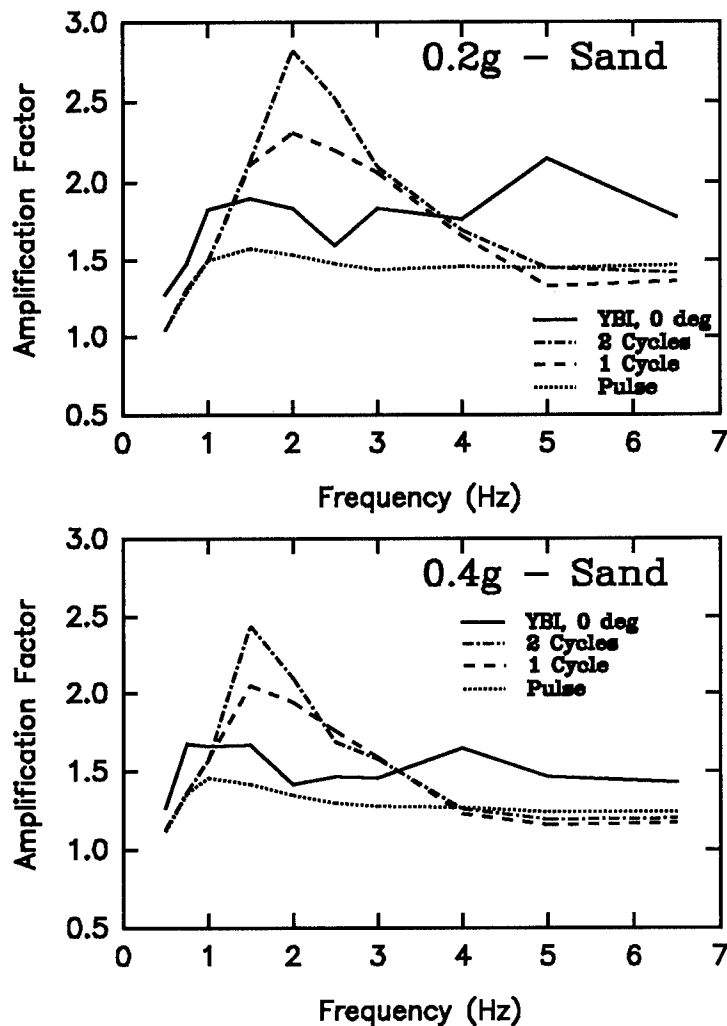 3.0
0.2g – Sand
2.5
2.0
1.5
1.0
0.5
Amplification Factor
YBI, 0 deg
2 Cycles
1 Cycle
Pulse
0 1 2 3 4 5 6 7
Frequency (Hz)
3.0
0.4g – Sand
2.5
2.0
1.5
1.0
0.5
Amplification Factor
YBI, 0 deg
2 Cycles
1 Cycle
Pulse
0 1 2 3 4 5 6 7
Frequency (Hz)